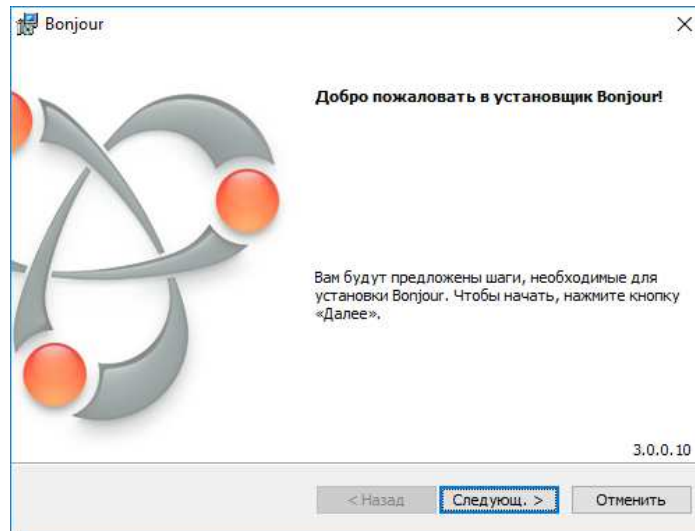 Bonjour
Добро пожаловать в установщик Bonjour!
Вам будут предложены шаги, необходимые для
установки Bonjour. Чтобы начать, нажмите кнопку
«Далее».
3.0.0.10
< Назад
Следующ. >
Отменить